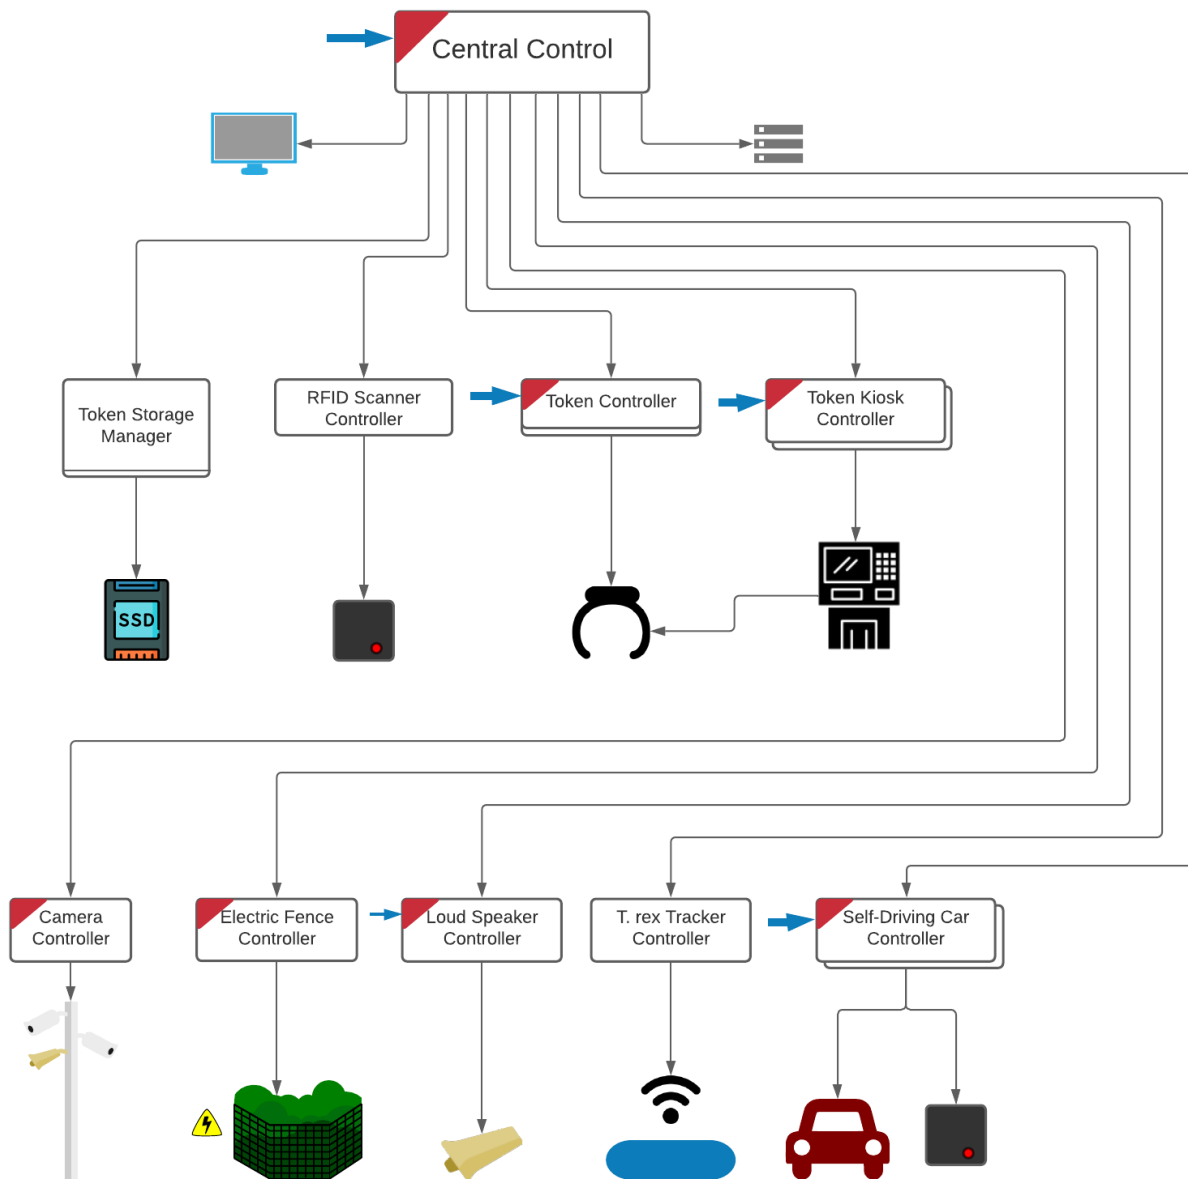 Central Control
Token Storage
Manager
RFID Scanner
Controller
Token Controller
Token Kiosk
Controller
SSD
Camera
Controller
Electric Fence
Controller
Loud Speaker
Controller
T. rex Tracker
Controller
Self-Driving Car
Controller